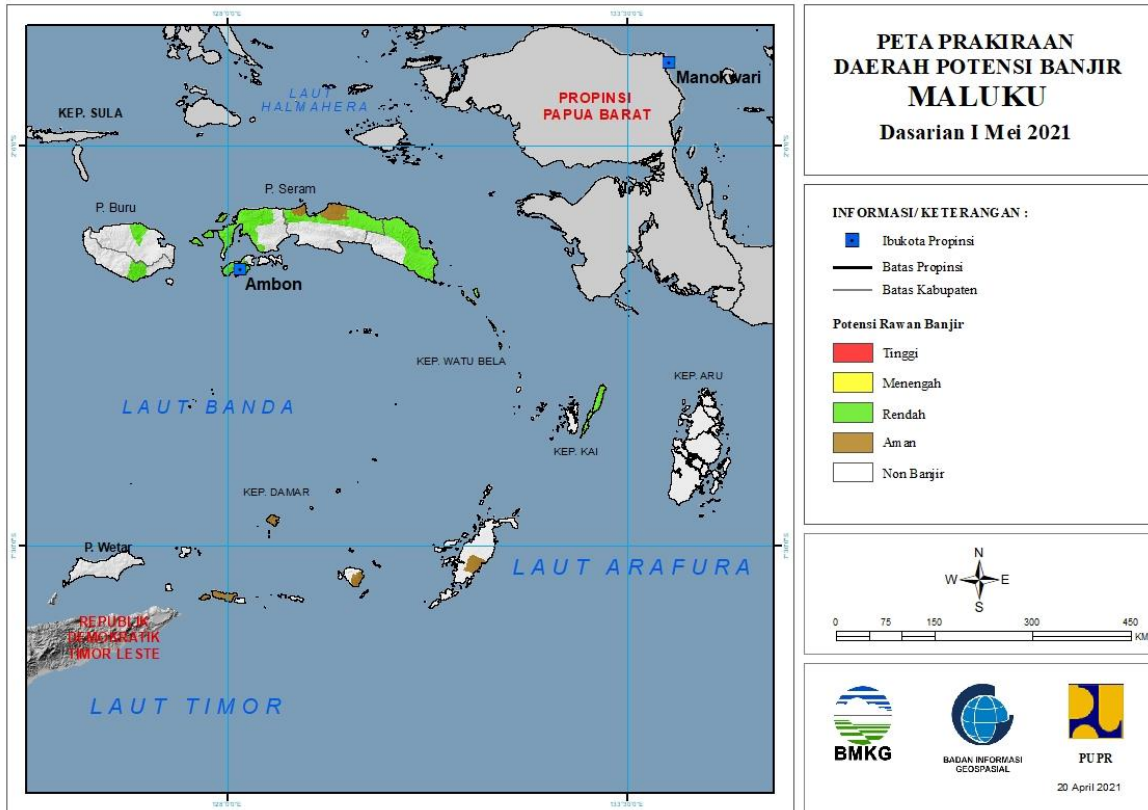 PETA PRAKIRAAN
DAERAH POTENSI BANJIR
MALUKU
Dasarian I Mei 2021
INFORMASI/ KETERANGAN :
Ibukota Propinsi
Batas Propinsi
Batas Kabupaten
Potensi Rawan Banjir
Tinggi
Menengah
Rendah
Aman
Non Banjir
N
W E
S
0 75 150 300 450
KM
BMKG
BADAN INFORMASI
GEOSPASIAL
PUPR
20 April 2021
Manokwari
LAUT
HALMAHERA
PROPINSI
PAPUA BARAT
KEP. SULA
P. Seram
P. Buru
Ambon
KEP. WATU BELA
KEP. ARU
LAUT BANDA
KEP. KAI
KEP. DAMAR
P. Wetar
LAUT ARAFURA
REPUBLIK
DEMOKRATIK
TIMOR LESTE
LAUT TIMOR